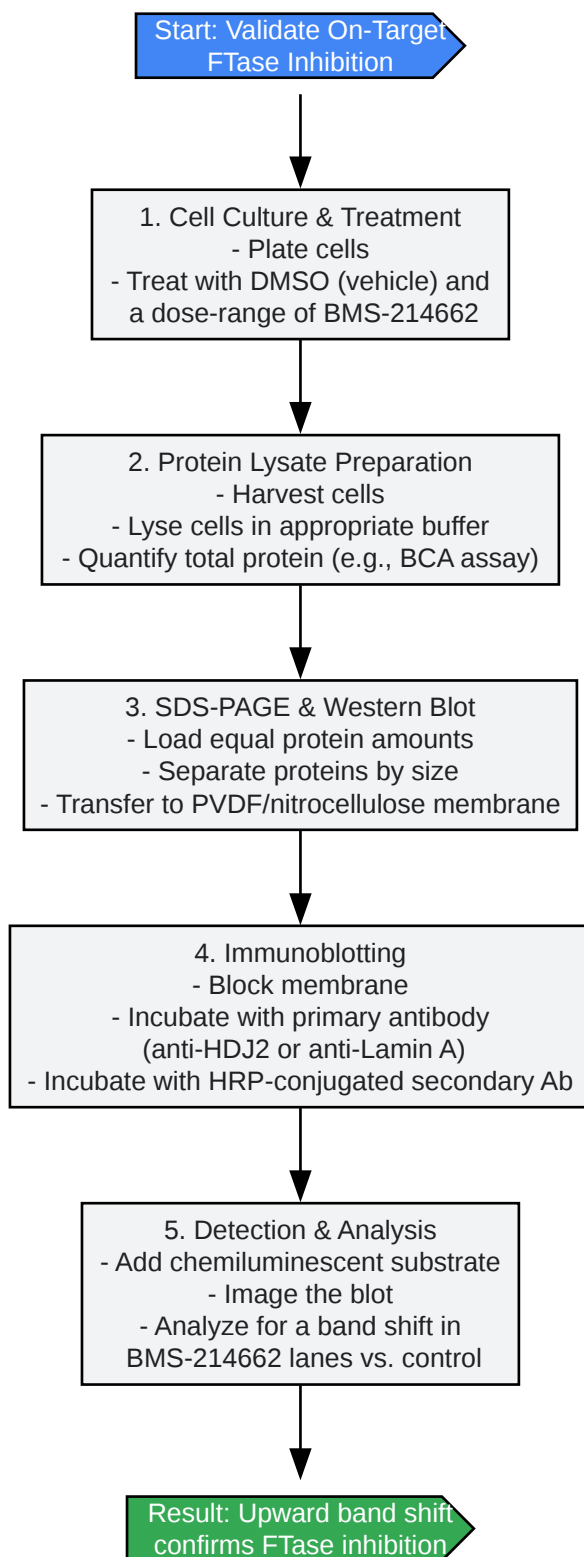 Start: Validate On-Target
FTase Inhibition
1. Cell Culture & Treatment
- Plate cells
- Treat with DMSO (vehicle) and
a dose-range of BMS-214662
2. Protein Lysate Preparation
- Harvest cells
- Lyse cells in appropriate buffer
- Quantify total protein (e.g., BCA assay)
3. SDS-PAGE & Western Blot
- Load equal protein amounts
- Separate proteins by size
- Transfer to PVDF/nitrocellulose membrane
4. Immunoblotting
- Block membrane
- Incubate with primary antibody
(anti-HDJ2 or anti-Lamin A)
- Incubate with HRP-conjugated secondary Ab
5. Detection & Analysis
- Add chemiluminescent substrate
- Image the blot
- Analyze for a band shift in
BMS-214662 lanes vs. control
Result: Upward band shift
confirms FTase inhibition